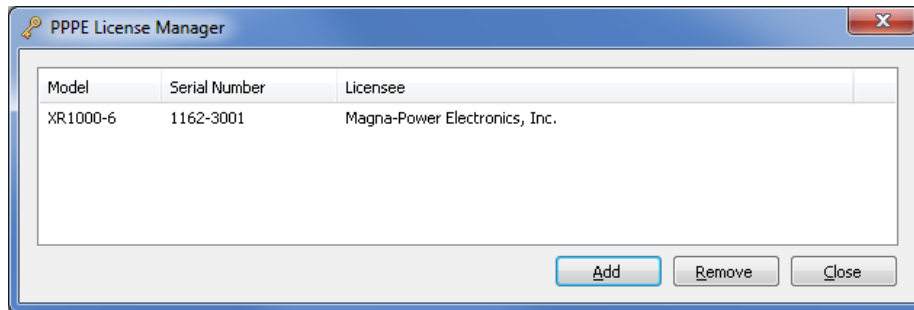 PPPE License Manager
Model Serial Number Licensee
XR1000-6 1162-3001 Magna-Power Electronics, Inc.
Add Remove Close